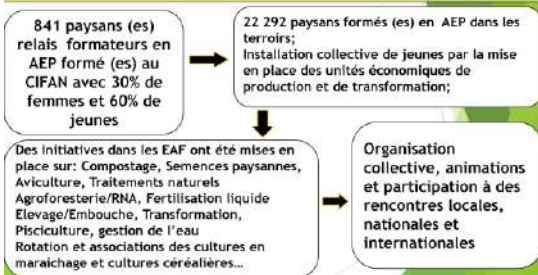 841 paysans (es)
relais formateurs en
AEP formé (es) au
CIFAN avec 30% de
femmes et 60% de
jeunes
22 292 paysans formés (es) en AEP dans les
terroirs;
Installation collective de jeunes par la mise
en place des unités économiques de
production et de transformation;
Des initiatives dans les EAF ont été mises en
place sur: Compostage, Semences paysannes,
Aviculture, Traitements naturels
Agroforesterie/RNA, Fertilisation liquide
Elevage/Embouche, Transformation,
Pisciculture, gestion de l'eau
Rotation et associations des cultures en
maraichage et cultures céréalières...
Organisation
collective, animations
et participation à des
rencontres locales,
nationales et
internationales